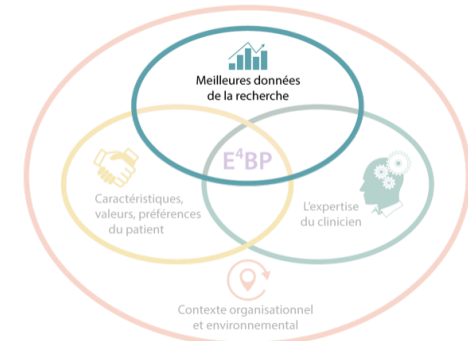 Meilleures données
de la recherche
E⁴BP
Caractéristiques,
valeurs, préférences
du patient
L'expertise
du clinicien
Contexte organisationnel
et environnemental